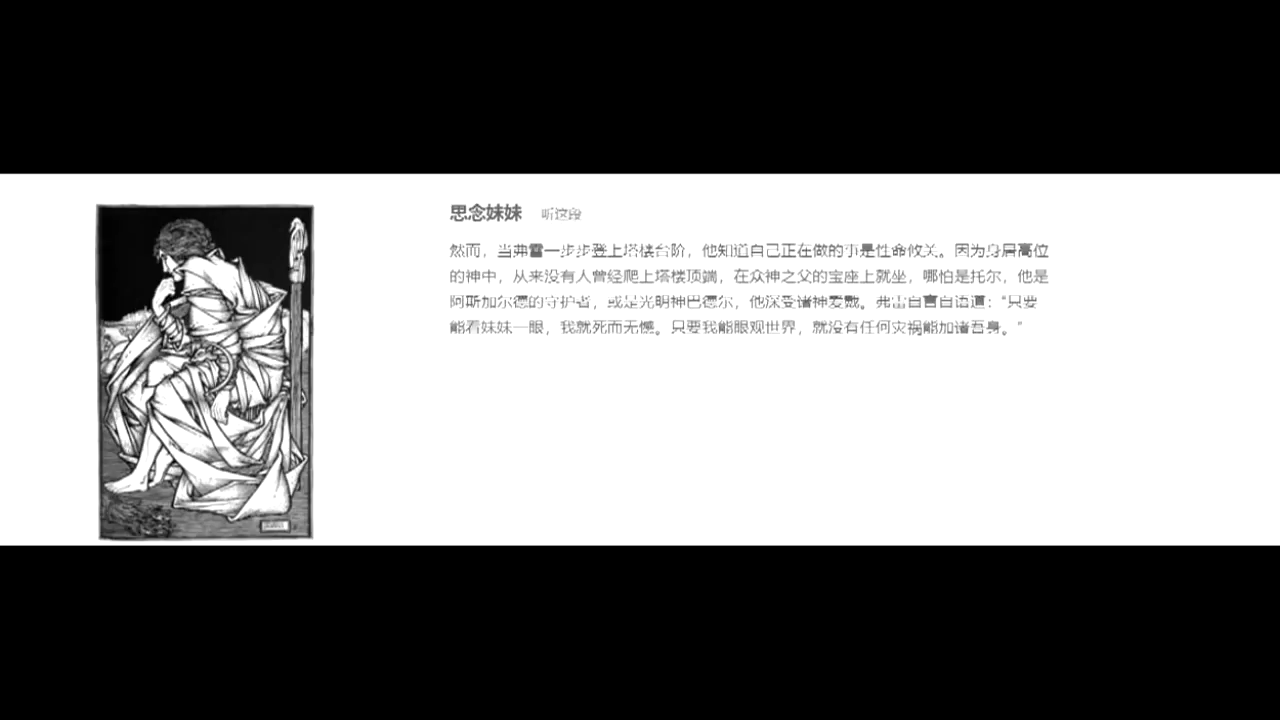 思念妹妹 听这段
然而，当弗雷一步步登上塔楼台阶，他知道自己正在做的事是性命攸关。因为身居高位
的神中，从来没有人曾经爬上塔楼顶端，在众神之父的宝座上就坐，哪怕是托尔，他是
阿斯加尔德的守护者，或是光明神巴德尔，他深受诸神爱戴。弗雷自言自语道：“只要
能看妹妹一眼，我就死而无憾。只要我能眼观世界，就没有任何灾祸能加诸吾身。”